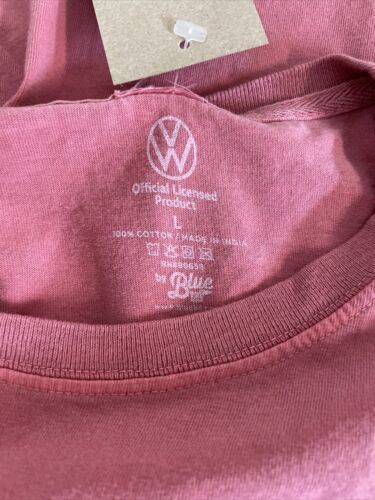 Official Licensed
Product
L
100% COTTON / MADE IN INDIA
by Blue